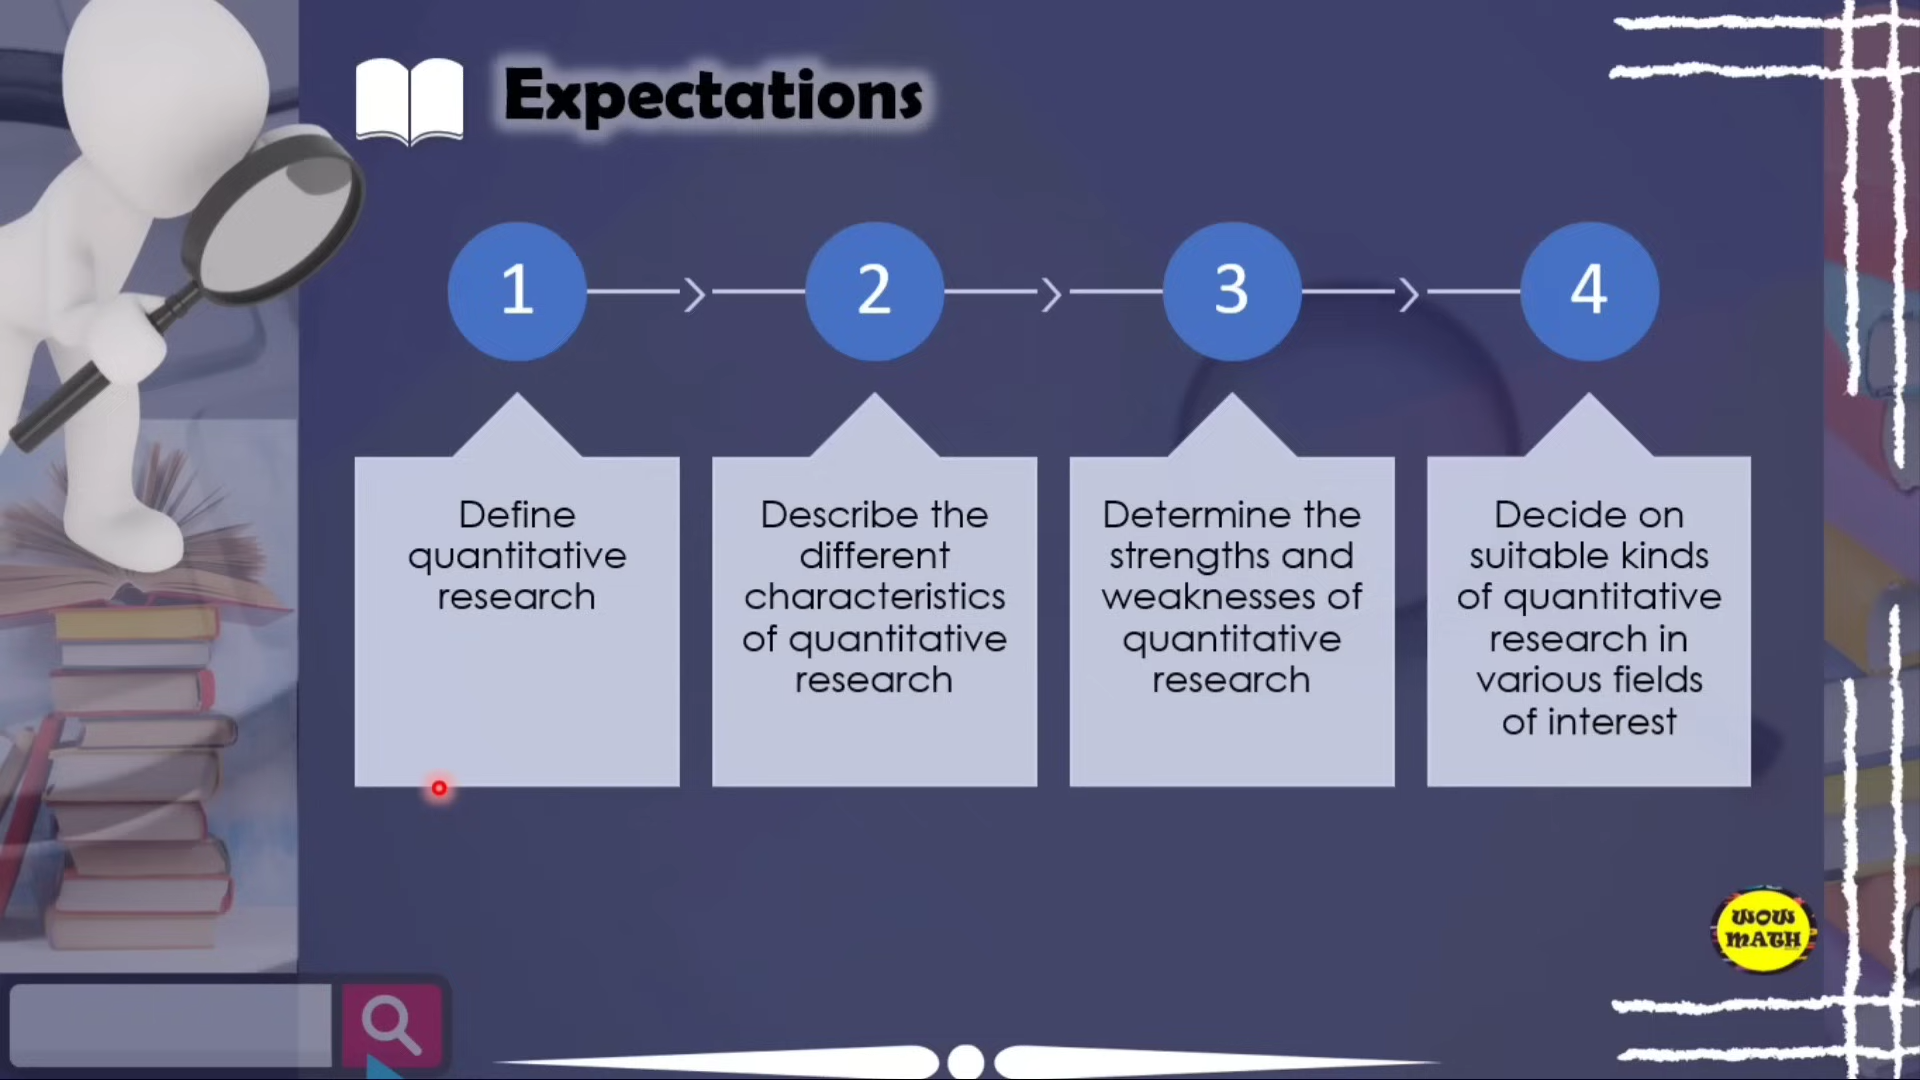 Expectations
1
2
3
4
Define
quantitative
research
Describe the
different
characteristics
of quantitative
research
Determine the
strengths and
weaknesses of
quantitative
research
Decide on
suitable kinds
of quantitative
research in
various fields
of interest
WOW
MATH